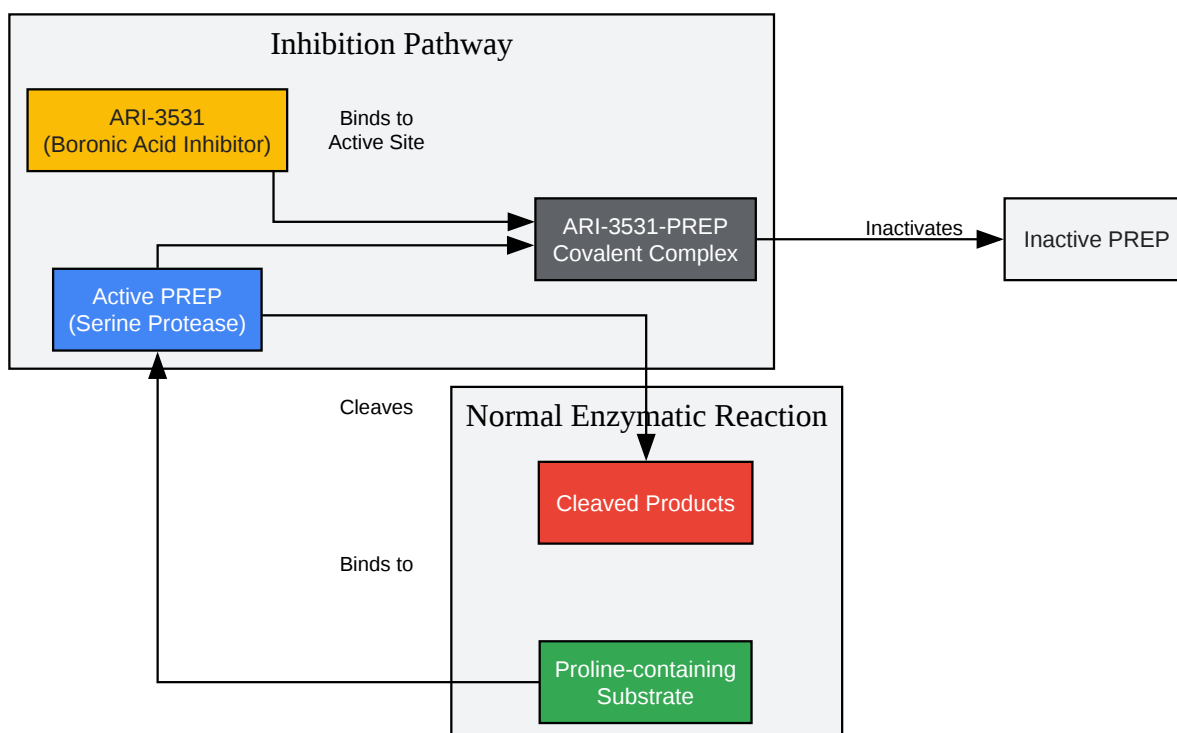 Inhibition Pathway
ARI-3531
(Boronic Acid Inhibitor)
Binds to
Active Site
ARI-3531-PREP
Covalent Complex
Inactivates
Inactive PREP
Active PREP
(Serine Protease)
Cleaves
Normal Enzymatic Reaction
Cleaved Products
Binds to
Proline-containing
Substrate